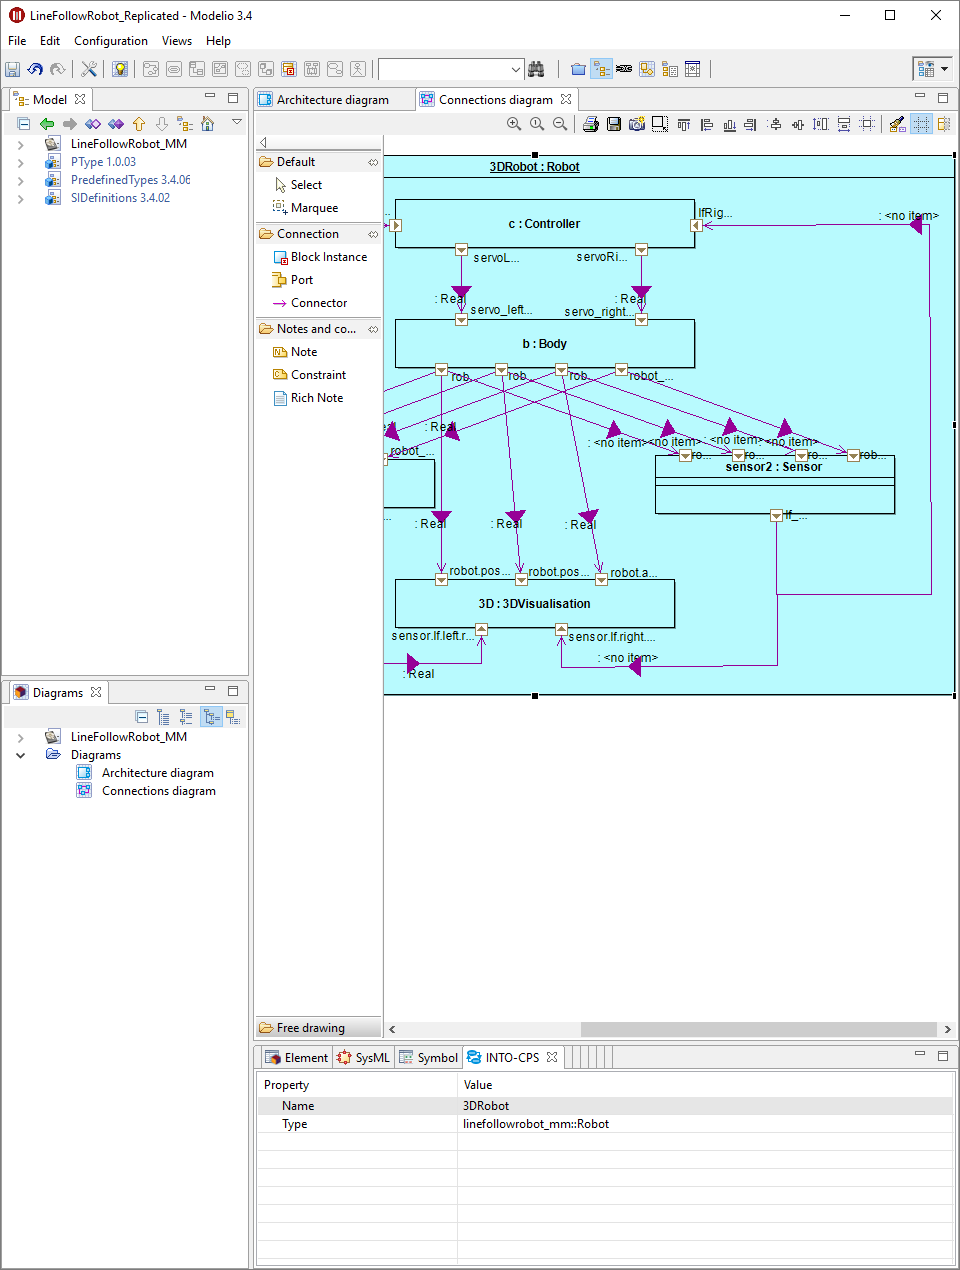 LineFollowRobot_Replicated - Modelio 3.4
File Edit Configuration Views Help
Model
LineFollowRobot_MM
PType 1.0.03
PredefinedTypes 3.4.06
SIDefinitions 3.4.02
Diagrams
LineFollowRobot_MM
Diagrams
Architecture diagram
Connections diagram
Architecture diagram Connections diagram
Default
Select
Marquee
Connection
Block Instance
Port
Connector
Notes and co...
Note
Constraint
Rich Note
Free drawing
3DRobot : Robot
c : Controller
lfRig...
: <no item>
servoL...
servoRi...
: Real
: Real
servo_left...
servo_right...
b : Body
rob...
rob...
rob...
robot_...
: Real
robot_...
: <no item>
<no item>
: <no item>
<no item>
ro...
ro...
ro...
rob...
sensor2 : Sensor
lf_...
: Real
: Real
: Real
robot.pos...
robot.pos...
robot.a...
3D : 3DVisualisation
sensor.lf.left.r...
sensor.lf.right....
: <no item>
: Real
Element SysML Symbol INTO-CPS
Property Value
Name 3DRobot
Type linefollowrobot_mm::Robot